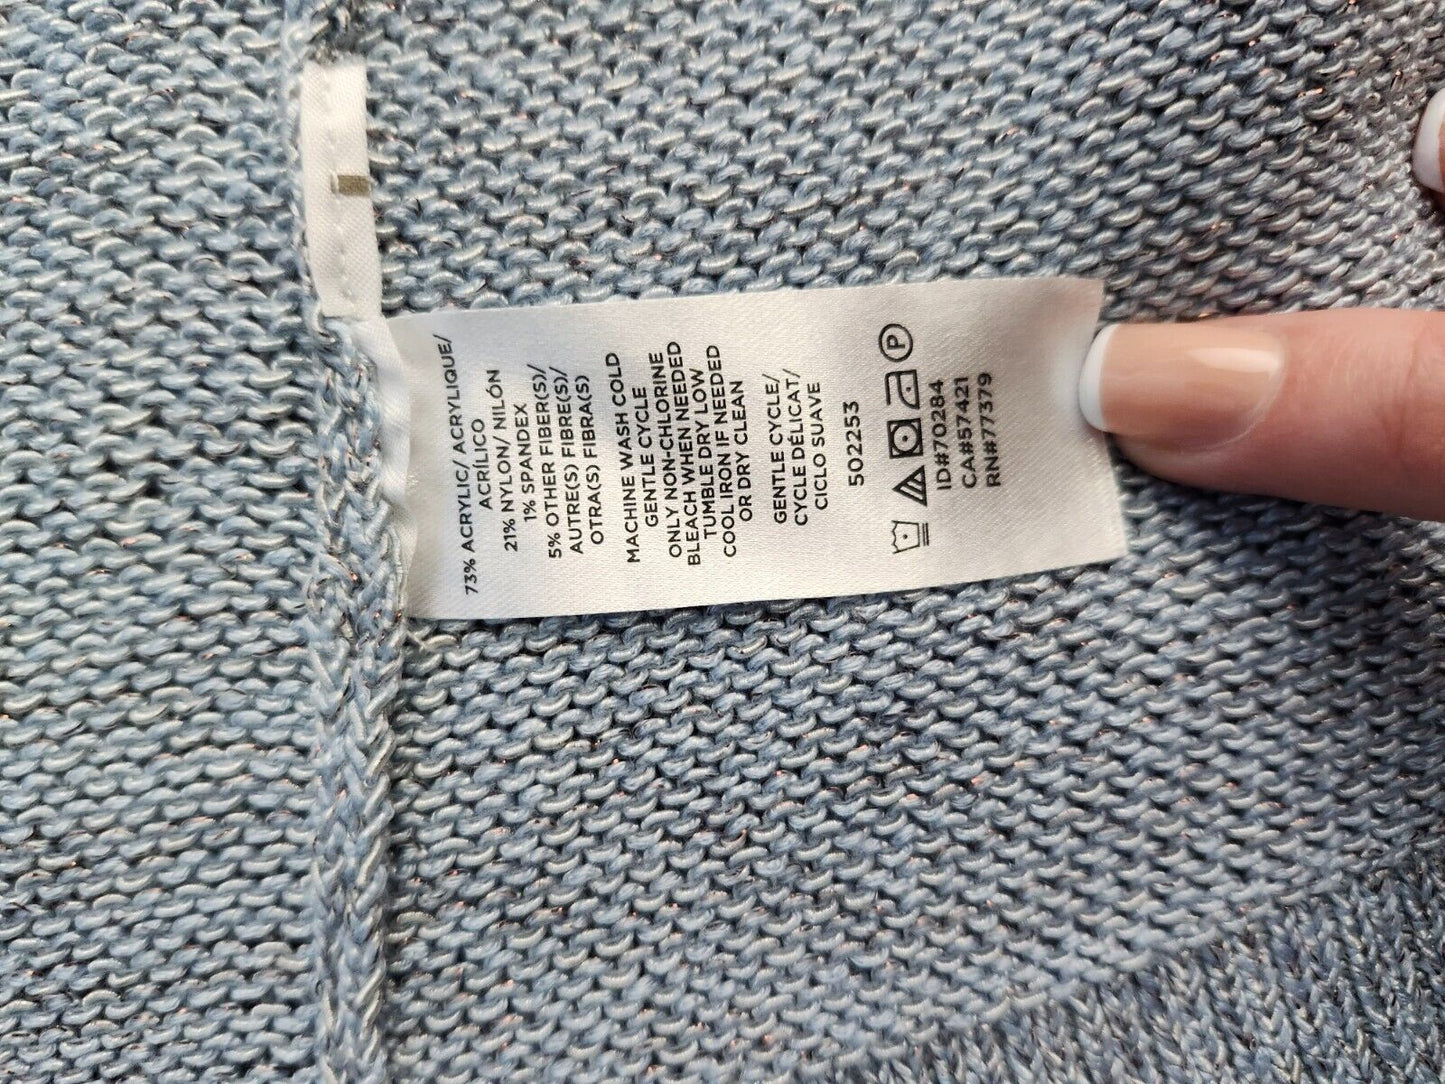 73% ACRYLIC/ ACRYLIQUE/
ACRÍLICO
21% NYLON/ NILÓN
1% SPANDEX
5% OTHER FIBER(S)/
AUTRE(S) FIBRE(S)/
OTRA(S) FIBRA(S)
MACHINE WASH COLD
GENTLE CYCLE
ONLY NON-CHLORINE
BLEACH WHEN NEEDED
TUMBLE DRY LOW
COOL IRON IF NEEDED
OR DRY CLEAN
GENTLE CYCLE/
CYCLE DÉLICAT/
CICLO SUAVE
502253
P
ID#70284
CA#57421
RN#77379